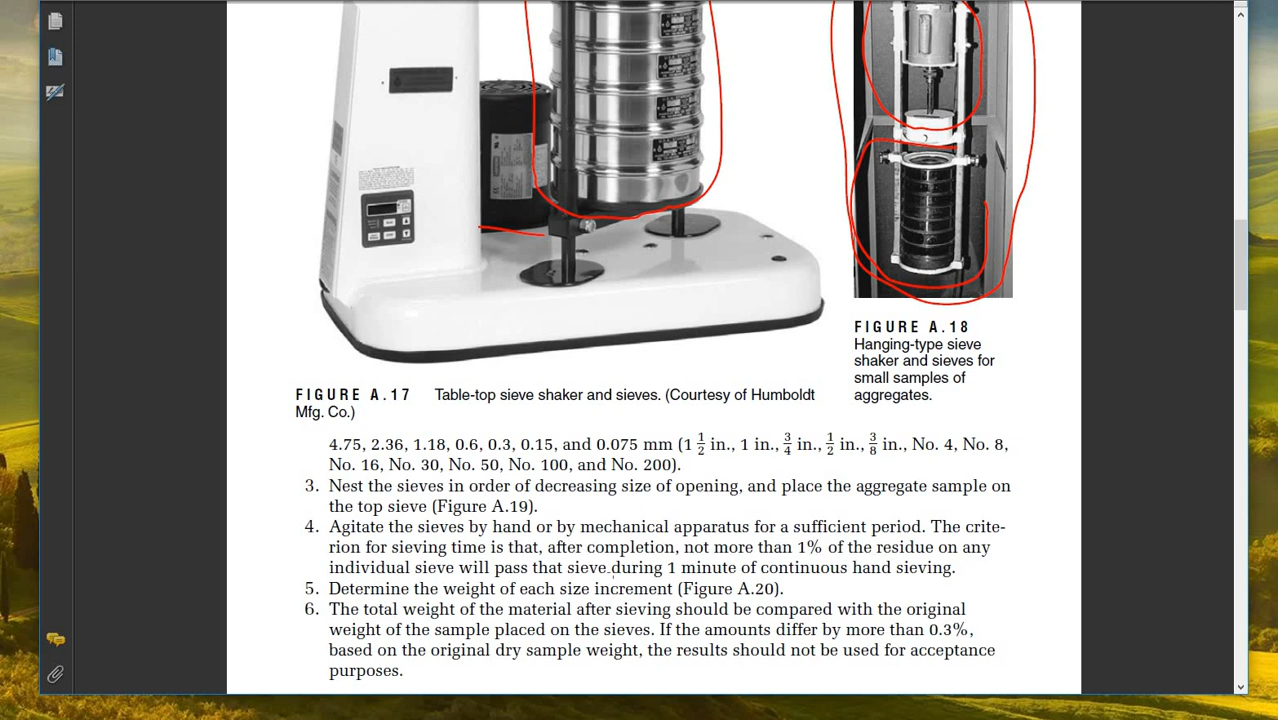 FIGURE A.18
Hanging-type sieve
shaker and sieves for
small samples of
aggregates.
FIGURE A.17 Table-top sieve shaker and sieves. (Courtesy of Humboldt
Mfg. Co.)
4.75, 2.36, 1.18, 0.6, 0.3, 0.15, and 0.075 mm (1 1/2 in., 1 in., 3/4 in., 1/2 in., 3/8 in., No. 4, No. 8,
No. 16, No. 30, No. 50, No. 100, and No. 200).
3. Nest the sieves in order of decreasing size of opening, and place the aggregate sample on
the top sieve (Figure A.19).
4. Agitate the sieves by hand or by mechanical apparatus for a sufficient period. The crite-
rion for sieving time is that, after completion, not more than 1% of the residue on any
individual sieve will pass that sieve during 1 minute of continuous hand sieving.
5. Determine the weight of each size increment (Figure A.20).
6. The total weight of the material after sieving should be compared with the original
weight of the sample placed on the sieves. If the amounts differ by more than 0.3%,
based on the original dry sample weight, the results should not be used for acceptance
purposes.